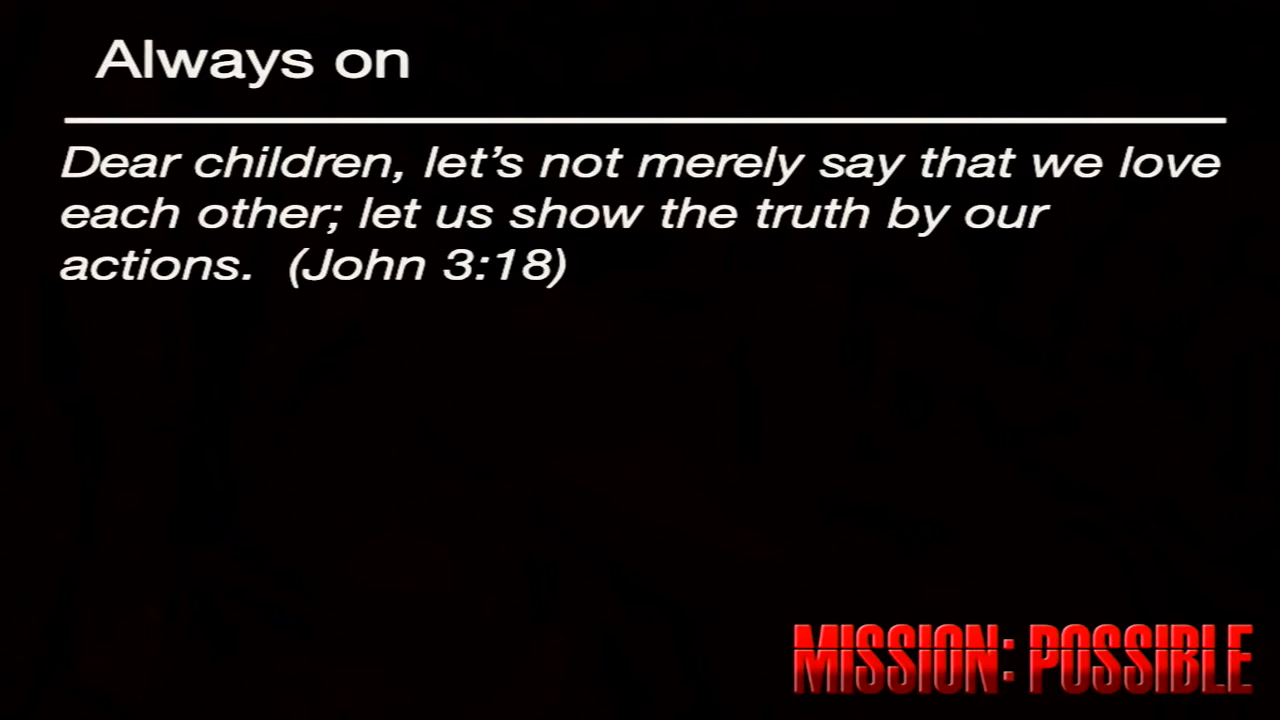 Always on
Dear children, let’s not merely say that we love
each other; let us show the truth by our
actions.  (John 3:18)
MISSION: POSSIBLE